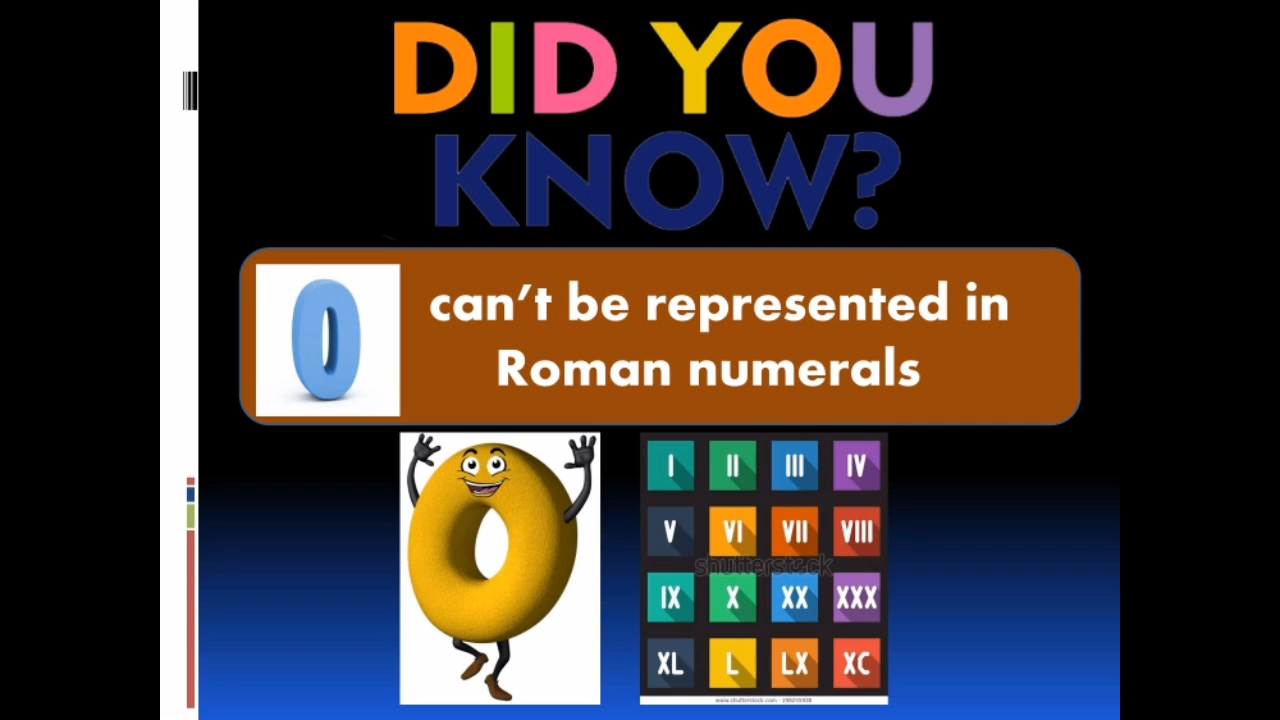 DID YOU
KNOW?
0 can’t be represented in
Roman numerals
I II III IV
V VI VII VIII
shutterstock
IX X XX XXX
XL L LX XC